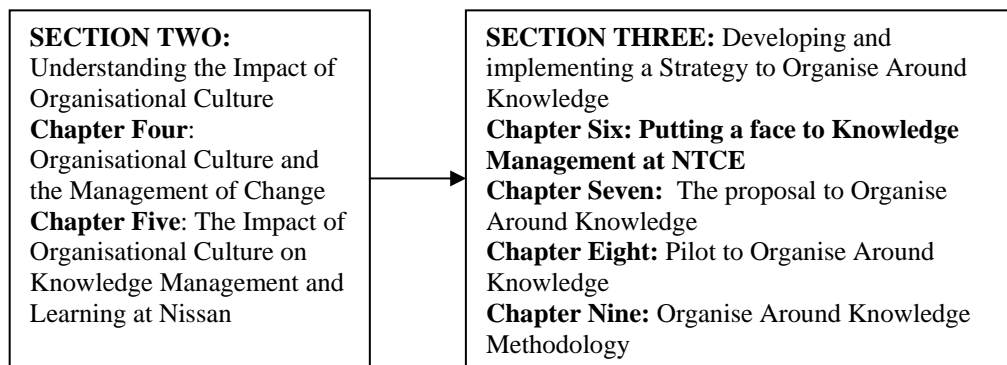 SECTION TWO:
Understanding the Impact of
Organisational Culture
Chapter Four:
Organisational Culture and
the Management of Change
Chapter Five: The Impact of
Organisational Culture on
Knowledge Management and
Learning at Nissan
SECTION THREE: Developing and
implementing a Strategy to Organise Around
Knowledge
Chapter Six: Putting a face to Knowledge
Management at NTCE
Chapter Seven:  The proposal to Organise
Around Knowledge
Chapter Eight: Pilot to Organise Around
Knowledge
Chapter Nine: Organise Around Knowledge
Methodology